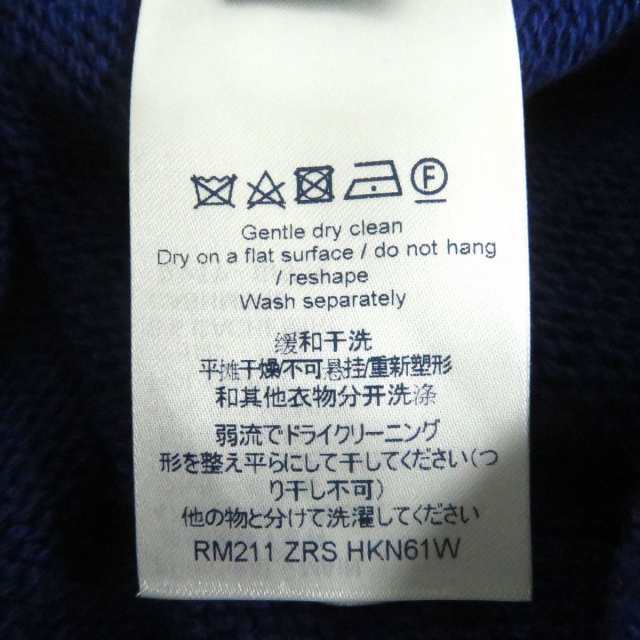 F
Gentle dry clean
Dry on a flat surface / do not hang
/ reshape
Wash separately
缓和干洗
平摊干燥/不可悬挂/重新塑形
和其他衣物分开洗涤
弱流でドライクリーニング
形を整え平らにして干してください(つ
り干し不可)
他の物と分けて洗濯してください
RM211 ZRS HKN61W